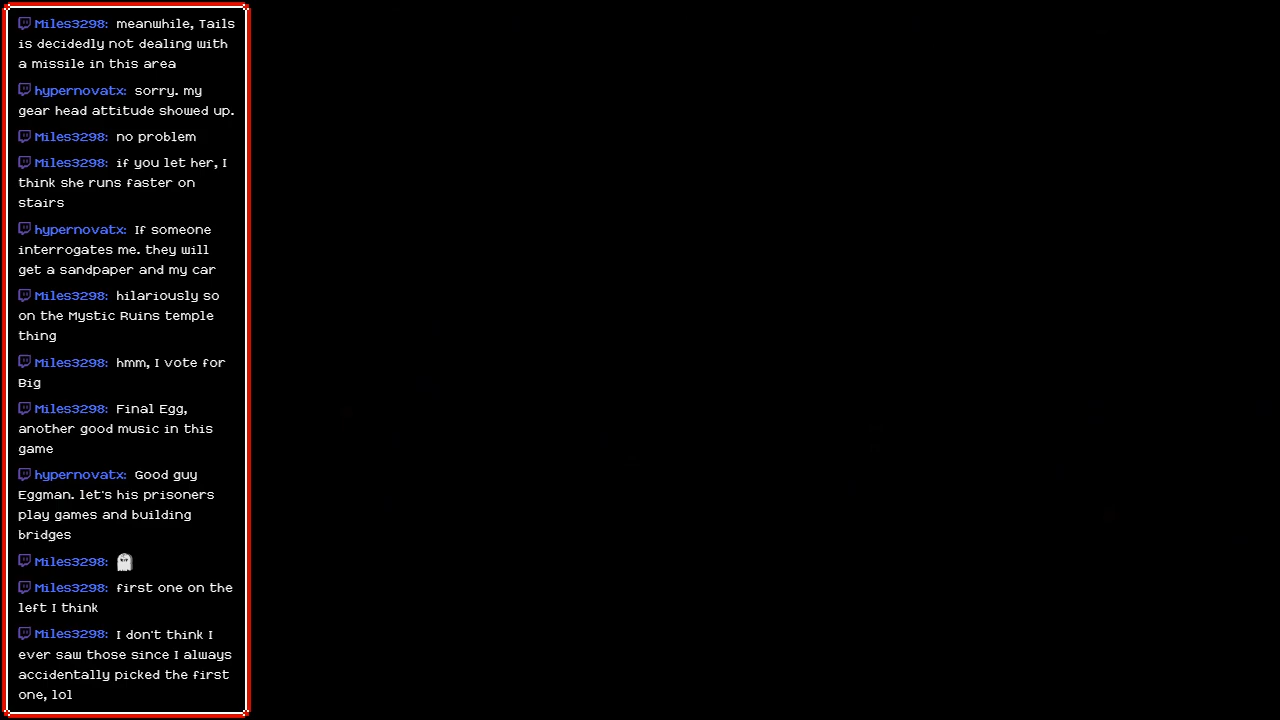 Miles3298: meanwhile, Tails
is decidedly not dealing with
a missile in this area
hypernovatx: sorry. my
gear head attitude showed up.
Miles3298: no problem
Miles3298: if you let her, I
think she runs faster on
stairs
hypernovatx: If someone
interrogates me. they will
get a sandpaper and my car
Miles3298: hilariously so
on the Mystic Ruins temple
thing
Miles3298: hmm, I vote for
Big
Miles3298: Final Egg,
another good music in this
game
hypernovatx: Good guy
Eggman. let's his prisoners
play games and building
bridges
Miles3298:
Miles3298: first one on the
left I think
Miles3298: I don't think I
ever saw those since I always
accidentally picked the first
one, lol